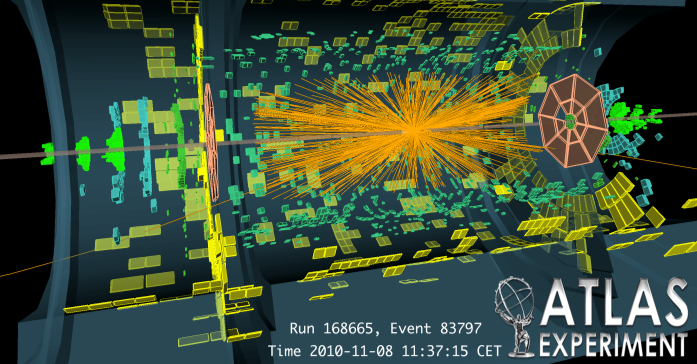 Run 168665, Event 83797
Time 2010-11-08 11:37:15 CET
ATLAS
EXPERIMENT